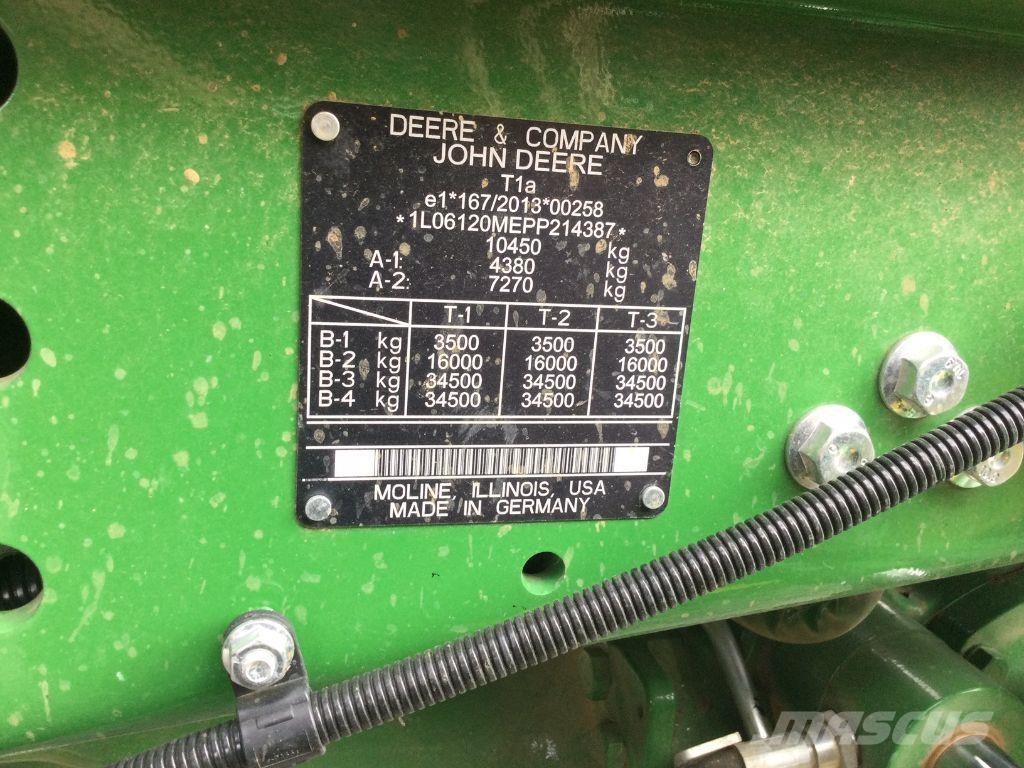 DEERE & COMPANY
JOHN DEERE
T1a
e1*167/2013*00258
*1L06120MEPP214387*
10450 kg
A-1: 4380 kg
A-2: 7270 kg
T-1 T-2 T-3
B-1 kg 3500 3500 3500
B-2 kg 16000 16000 16000
B-3 kg 34500 34500 34500
B-4 kg 34500 34500 34500
MOLINE, ILLINOIS, USA
MADE IN GERMANY
MASCUS